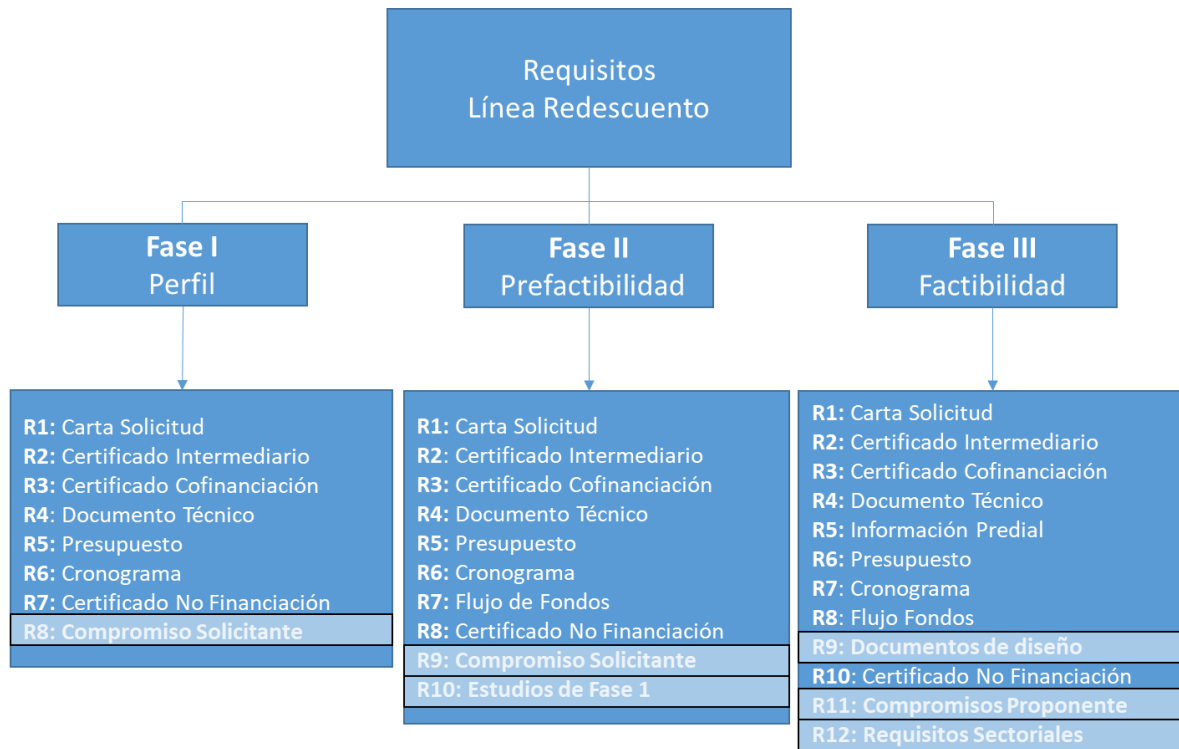 Requisitos
Línea Redescuento
Fase I
Perfil
Fase II
Prefactibilidad
Fase III
Factibilidad
R1: Carta Solicitud
R2: Certificado Intermediario
R3: Certificado Cofinanciación
R4: Documento Técnico
R5: Presupuesto
R6: Cronograma
R7: Certificado No Financiación
R8: Compromiso Solicitante
R1: Carta Solicitud
R2: Certificado Intermediario
R3: Certificado Cofinanciación
R4: Documento Técnico
R5: Presupuesto
R6: Cronograma
R7: Flujo de Fondos
R8: Certificado No Financiación
R9: Compromiso Solicitante
R10: Estudios de Fase 1
R1: Carta Solicitud
R2: Certificado Intermediario
R3: Certificado Cofinanciación
R4: Documento Técnico
R5: Información Predial
R6: Presupuesto
R7: Cronograma
R8: Flujo Fondos
R9: Documentos de diseño
R10: Certificado No Financiación
R11: Compromisos Proponente
R12: Requisitos Sectoriales